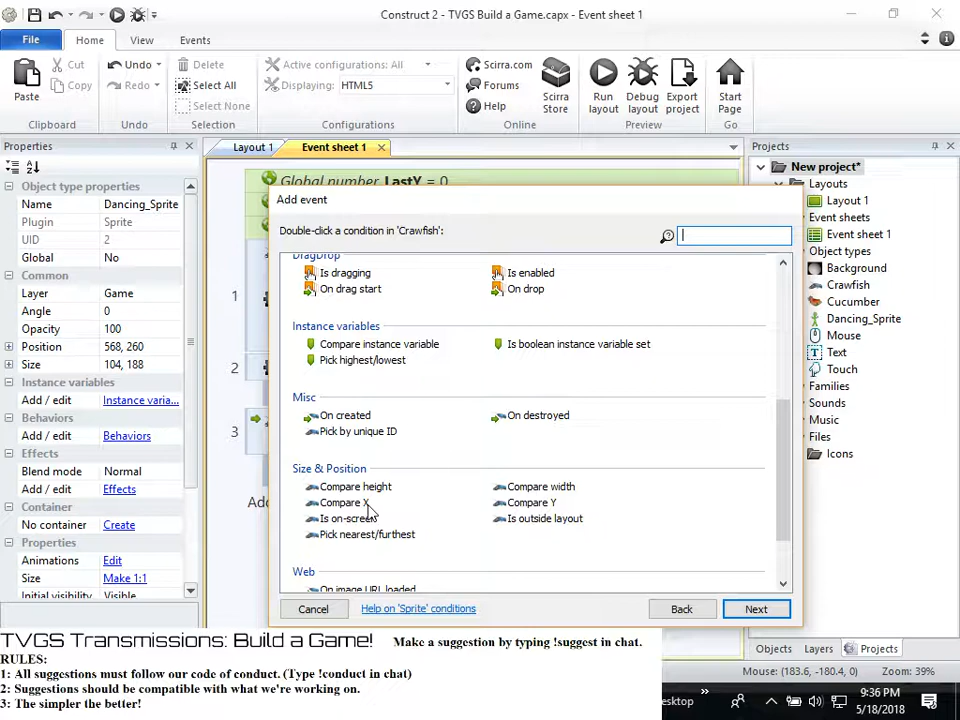 Construct 2 - TVGS Build a Game.capx - Event sheet 1
File Home View Events
Paste Cut Copy Undo Redo Delete Select All Select None Configurations: All Active configurations: Displaying: HTML5 Scirra.com Forums Help Scirra Store Run layout Debug layout Export project Start Page
Clipboard Undo Selection Configurations Online Preview Go
Properties
Layout 1 Event sheet 1
Projects
Object type properties
Name Dancing_Sprite
Plugin Sprite
UID 2
Global No
Common
Layer Game
Angle 0
Opacity 100
Position 568, 260
Size 104, 188
Instance variables
Add / edit Instance varia...
Behaviors
Add / edit Behaviors
Effects
Blend mode Normal
Add / edit Effects
Container
No container Create
Properties
Animations Edit
Size Make 1:1
Initial visibility Visible
Global number LastY = 0
1
2
3
Add event
Double-click a condition in 'Crawfish':
DragDrop
Is dragging Is enabled
On drag start On drop
Instance variables
Compare instance variable Is boolean instance variable set
Pick highest/lowest
Misc
On created On destroyed
Pick by unique ID
Size & Position
Compare height Compare width
Compare X Compare Y
Is on-screen Is outside layout
Pick nearest/furthest
Web
On image URL loaded
Cancel Help on 'Sprite' conditions Back Next
New project*
Layouts
Layout 1
Event sheets
Event sheet 1
Object types
Background
Crawfish
Cucumber
Dancing_Sprite
Mouse
Text
Touch
Families
Sounds
Music
Files
Icons
Objects Layers Projects
Mouse: (183.6, -180.4, 0) Zoom: 39%
TVGS Transmissions: Build a Game! Make a suggestion by typing !suggest in chat.
RULES:
1: All suggestions must follow our code of conduct. (Type !conduct in chat)
2: Suggestions should be compatible with what we're working on.
3: The simpler the better!
esktop
9:36 PM
5/18/2018